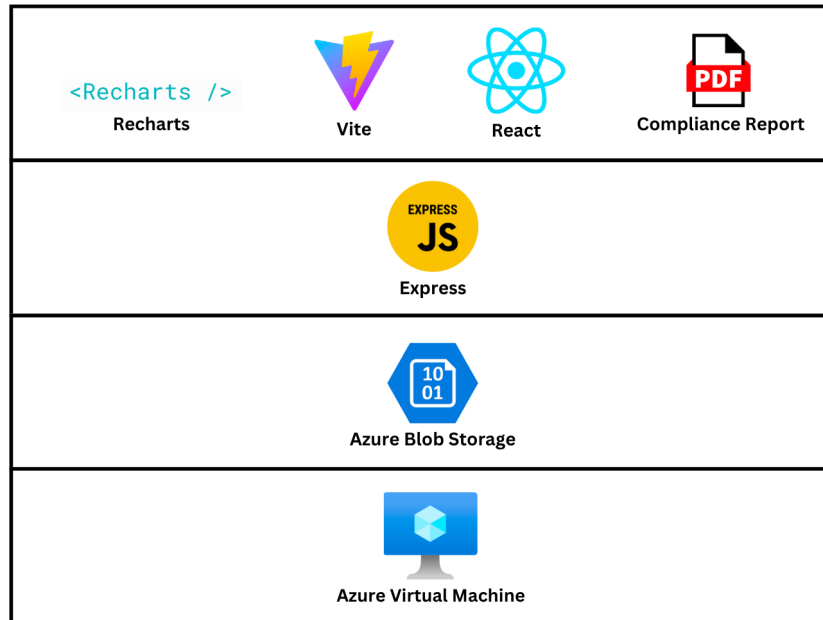 <Recharts />
Recharts
Vite
React
PDF
Compliance Report
EXPRESS
JS
Express
10
01
Azure Blob Storage
Azure Virtual Machine